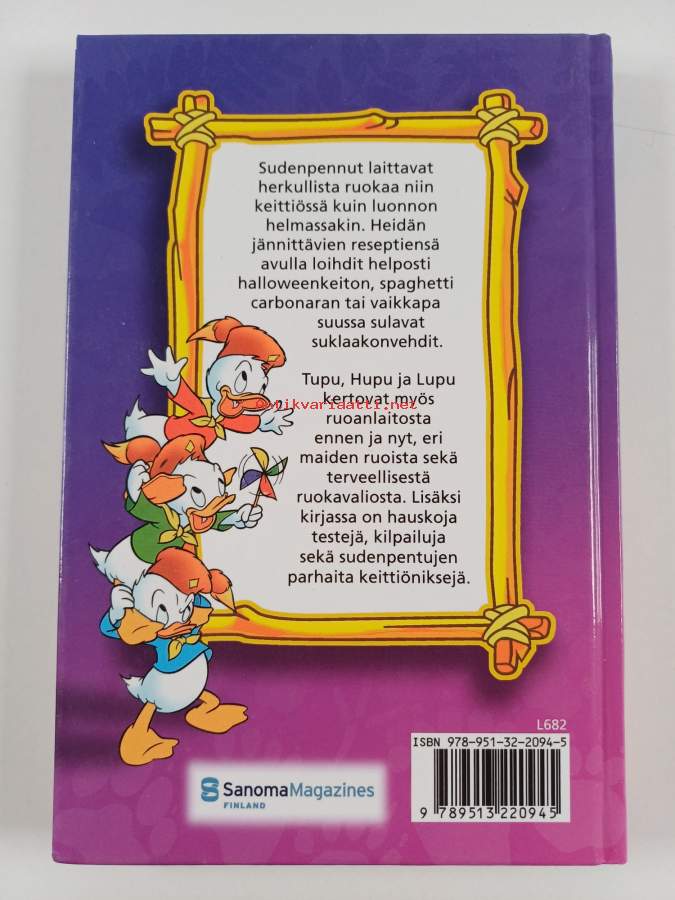 Sudenpennut laittavat
herkullista ruokaa niin
keittiössä kuin luonnon
helmassakin. Heidän
jännittävien reseptiensä
avulla loihdit helposti
halloweenkeiton, spaghetti
carbonaran tai vaikkapa
suussa sulavat
suklaakonvehdit.
Tupu, Hupu ja Lupu
kertovat myös
©antikvariaatti.net
ruoanlaitosta
ennen ja nyt, eri
maiden ruoista sekä
terveellisestä
ruokavaliosta. Lisäksi
kirjassa on hauskoja
testejä, kilpailuja
sekä sudenpentujen
parhaita keittiöniksejä.
L682
ISBN 978-951-32-2094-5
9 789513 220945
SanomaMagazines
FINLAND